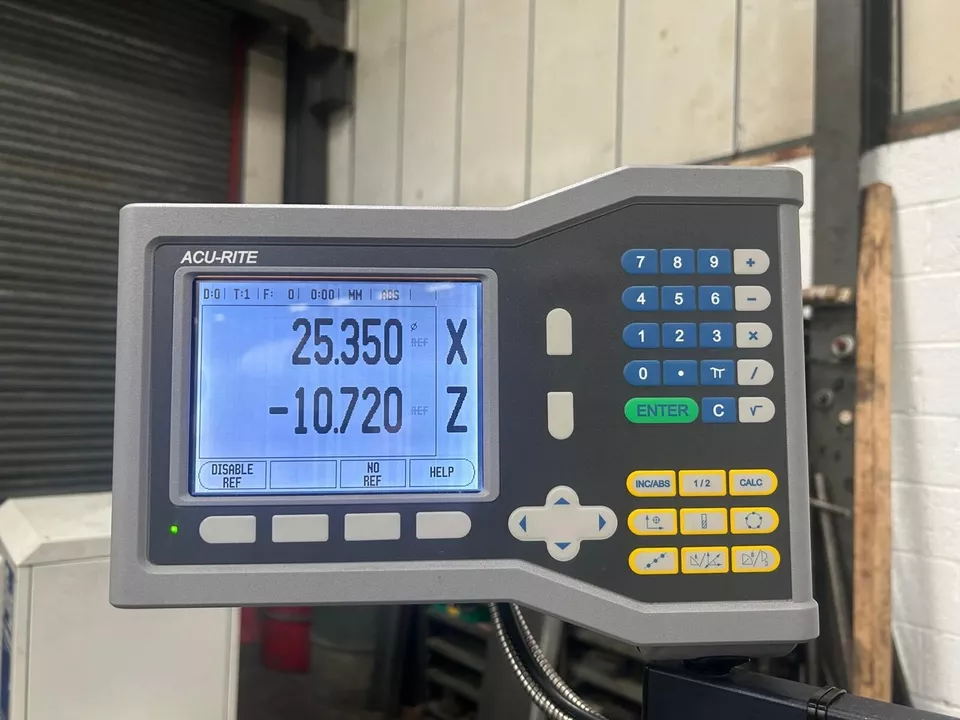 ACU-RITE
D:0 T:1 F: 0 0:00 MM ABS
25.350 ø REF X
-10.720 REF Z
DISABLE REF
NO REF
HELP
7 8 9 +
4 5 6 −
1 2 3 ×
0 • π /
ENTER C √
INC/ABS 1/2 CALC